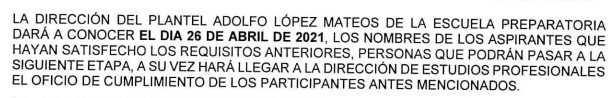 LA DIRECCIÓN DEL PLANTEL ADOLFO LÓPEZ MATEOS DE LA ESCUELA PREPARATORIA
DARÁ A CONOCER EL DIA 26 DE ABRIL DE 2021, LOS NOMBRES DE LOS ASPIRANTES QUE
HAYAN SATISFECHO LOS REQUISITOS ANTERIORES, PERSONAS QUE PODRÁN PASAR A LA
SIGUIENTE ETAPA, A SU VEZ HARÁ LLEGAR A LA DIRECCIÓN DE ESTUDIOS PROFESIONALES
EL OFICIO DE CUMPLIMIENTO DE LOS PARTICIPANTES ANTES MENCIONADOS.